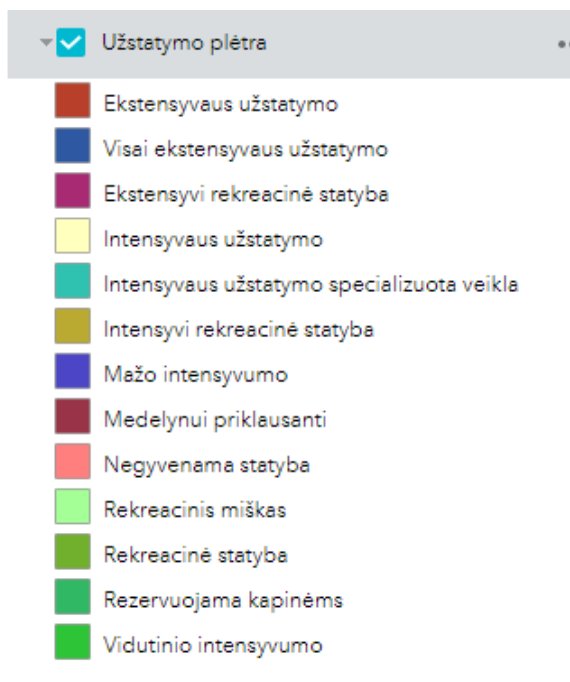 Užstatymo plėtra
Ekstensyvaus užstatymo
Visai ekstensyvaus užstatymo
Ekstensyvi rekreacinė statyba
Intensyvaus užstatymo
Intensyvaus užstatymo specializuota veikla
Intensyvi rekreacinė statyba
Mažo intensyvumo
Medelynui priklausanti
Negyvenama statyba
Rekreacinis miškas
Rekreacinė statyba
Rezervuojama kapinėms
Vidutinio intensyvumo